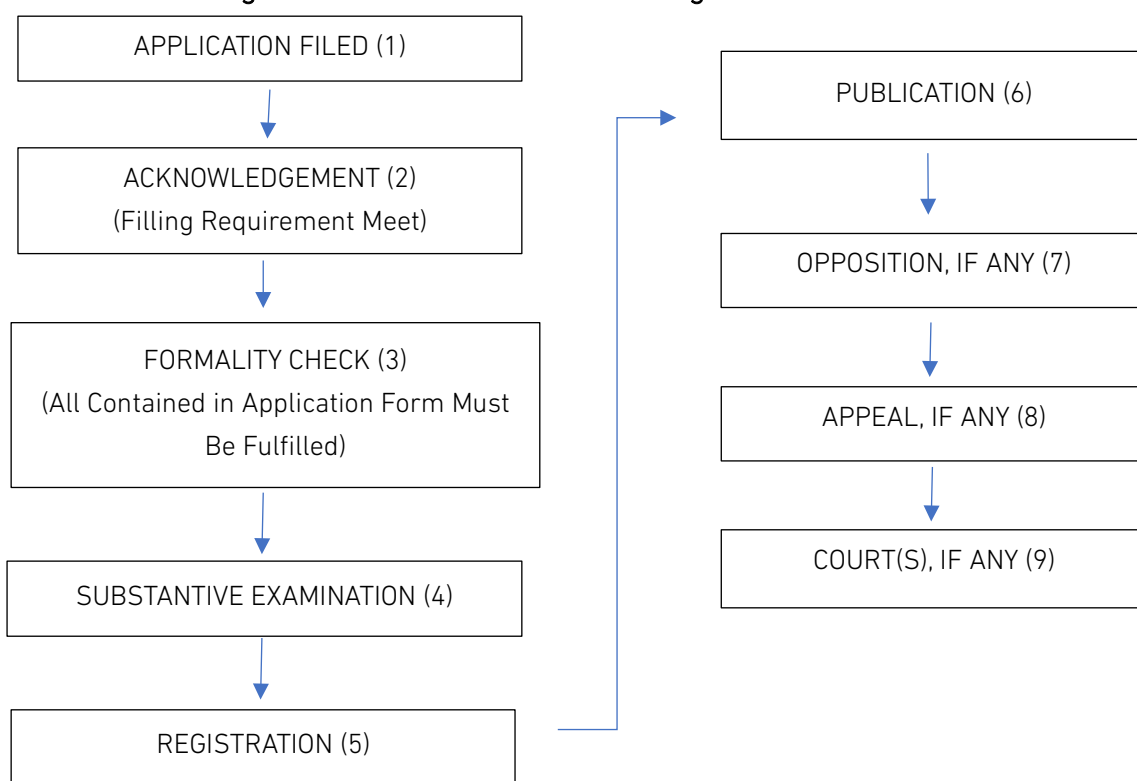 APPLICATION FILED (1)
ACKNOWLEDGEMENT (2)
(Filling Requirement Meet)
FORMALITY CHECK (3)
(All Contained in Application Form Must
Be Fulfilled)
SUBSTANTIVE EXAMINATION (4)
REGISTRATION (5)
PUBLICATION (6)
OPPOSITION, IF ANY (7)
APPEAL, IF ANY (8)
COURT(S), IF ANY (9)